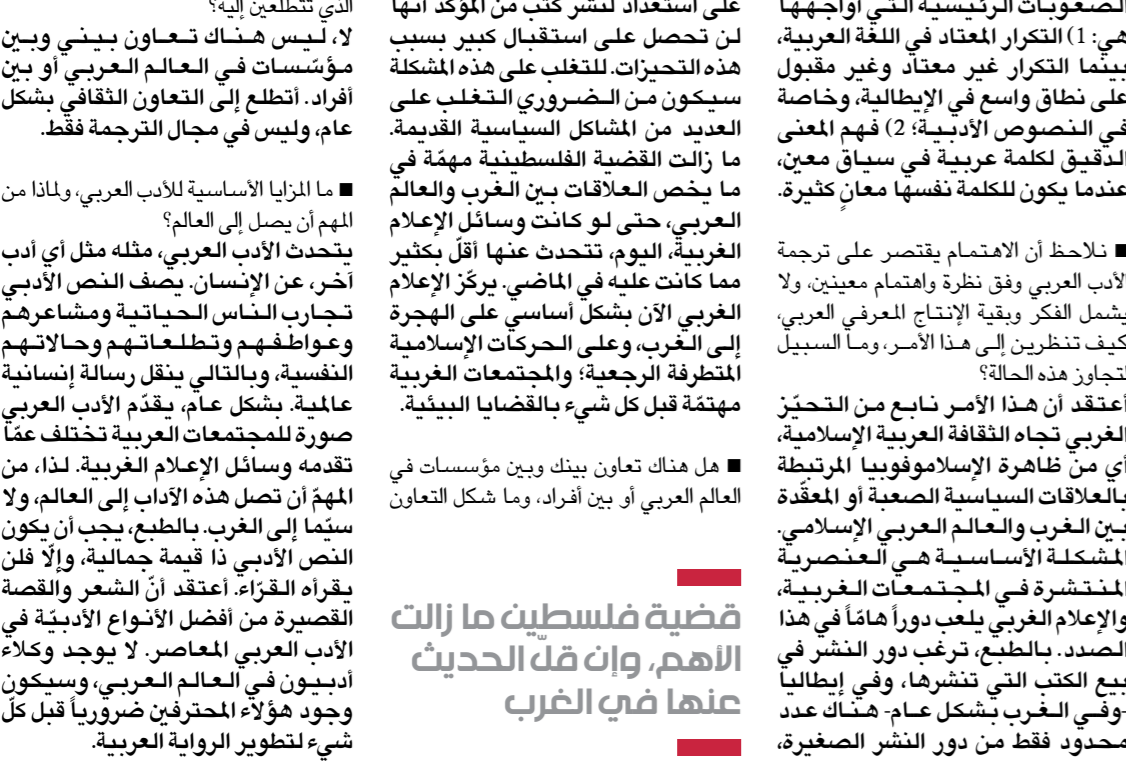 الصعوبات الرئيسية التي أواجهها
هي: 1) التكرار المعتاد في اللغة العربية،
بينما التكرار غير معتاد وغير مقبول
على نطاق واسع في الإيطالية، وخاصة
في النصوص الأدبية؛ 2) فهم المعنى
الدقيق لكلمة عربية في سياق معين،
عندما يكون للكلمة نفسها معانٍ كثيرة.
■ نلاحظ أن الاهتمام يقتصر على ترجمة
الأدب العربي وفق نظرة واهتمام معينين، ولا
يشمل الفكر وبقية الإنتاج المعرفي العربي،
كيف تنظرين إلى هذا الأمر، وما السبيل
لتجاوز هذه الحالة؟
أعتقد أن هذا الأمر نابع من التحيّز
الغربي تجاه الثقافة العربية الإسلامية،
أي من ظاهرة الإسلاموفوبيا المرتبطة
بالعلاقات السياسية الصعبة أو المعقّدة
بين الغرب والعالم العربي الإسلامي.
المشكلة الأساسية هي العنصرية
المنتشرة في المجتمعات الغربية،
والإعلام الغربي يلعب دوراً هامّاً في هذا
الصدد. بالطبع، ترغب دور النشر في
بيع الكتب التي تنشرها، وفي إيطاليا
-وفي الغرب بشكل عام- هناك عدد
محدود فقط من دور النشر الصغيرة،
على استعداد لنشر كتب من المؤكد أنها
لن تحصل على استقبال كبير بسبب
هذه التحيزات. للتغلب على هذه المشكلة
سيكون من الضروري التغلب على
العديد من المشاكل السياسية القديمة.
ما زالت القضية الفلسطينية مهمّة في
ما يخص العلاقات بين الغرب والعالم
العربي، حتى لو كانت وسائل الإعلام
الغربية، اليوم، تتحدث عنها أقلّ بكثير
مما كانت عليه في الماضي. يركّز الإعلام
الغربي الآن بشكل أساسي على الهجرة
إلى الغرب، وعلى الحركات الإسلامية
المتطرفة الرجعية؛ والمجتمعات الغربية
مهتمّة قبل كل شيء بالقضايا البيئية.
■ هل هناك تعاون بينك وبين مؤسسات في
العالم العربي أو بين أفراد، وما شكل التعاون
قضية فلسطين ما زالت
الأهم، وإن قلّ الحديث
عنها في الغرب
الذي تتطلعين إليه؟
لا، ليس هناك تعاون بيني وبين
مؤسّسات في العالم العربي أو بين
أفراد. أتطلع إلى التعاون الثقافي بشكل
عام، وليس في مجال الترجمة فقط.
■ ما المزايا الأساسية للأدب العربي، ولماذا من
المهم أن يصل إلى العالم؟
يتحدث الأدب العربي، مثله مثل أي أدب
آخر، عن الإنسان. يصف النص الأدبي
تجارب الناس الحياتية ومشاعرهم
وعواطفهم وتطلعاتهم وحالاتهم
النفسية، وبالتالي ينقل رسالة إنسانية
عالمية. بشكل عام، يقدّم الأدب العربي
صورة للمجتمعات العربية تختلف عمّا
تقدمه وسائل الإعلام الغربية. لذا، من
المهمّ أن تصل هذه الآداب إلى العالم، ولا
سيّما إلى الغرب. بالطبع، يجب أن يكون
النص الأدبي ذا قيمة جمالية، وإلّا فلن
يقرأه القرّاء. أعتقد أنّ الشعر والقصة
القصيرة من أفضل الأنواع الأدبيّة في
الأدب العربي المعاصر. لا يوجد وكلاء
أدبيون في العالم العربي، وسيكون
وجود هؤلاء المحترفين ضرورياً قبل كلّ
شيء لتطوير الرواية العربية.